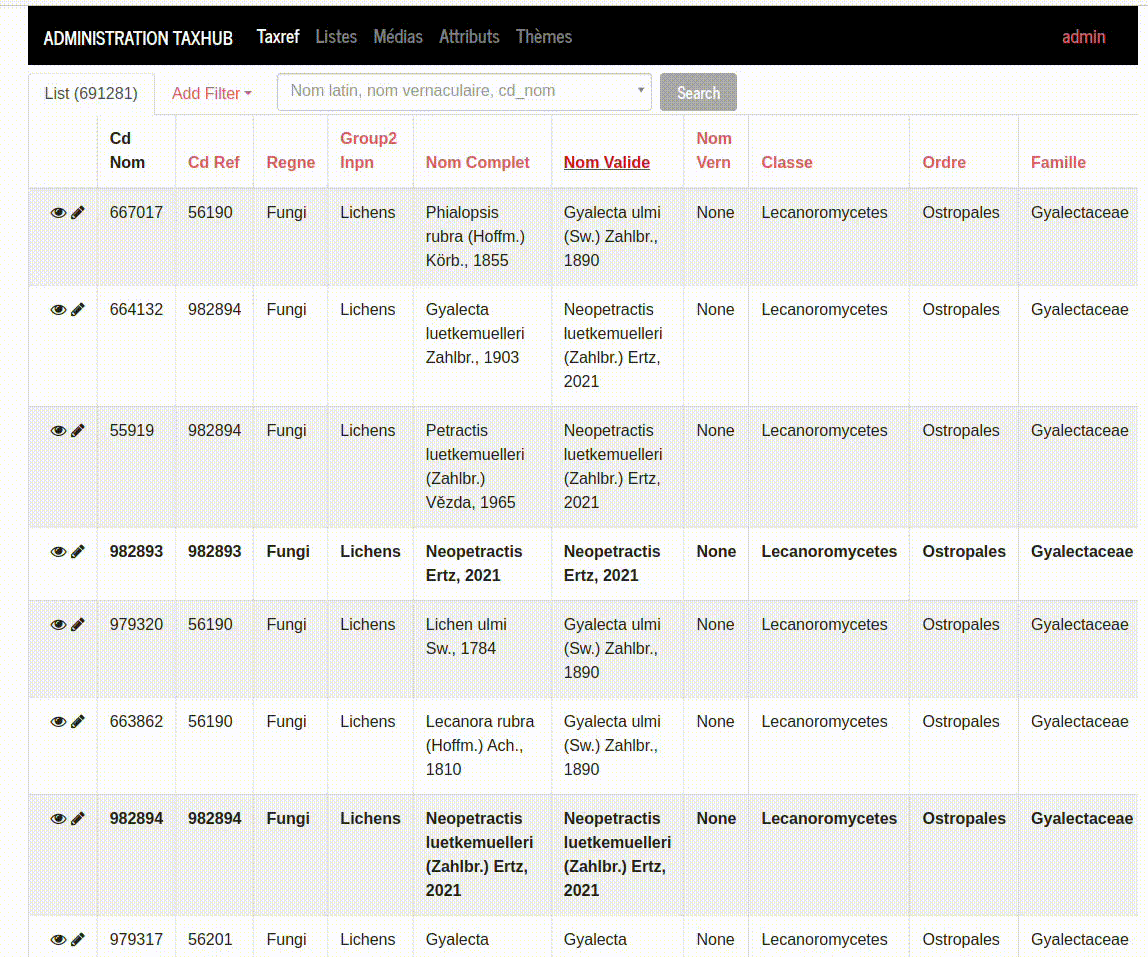 ADMINISTRATION TAXHUB Taxref Listes Médias Attributs Thèmes admin
List (691281) Add Filter Nom latin, nom vernaculaire, cd_nom Search
Cd Group2 Nom
Nom Cd Ref Regne Inpn Nom Complet Nom Valide Vern Classe Ordre Famille
667017 56190 Fungi Lichens Phialopsis Gyalecta ulmi None Lecanoromycetes Ostropales Gyalectaceae
rubra (Hoffm.) (Sw.) Zahlbr.,
Körb., 1855 1890
664132 982894 Fungi Lichens Gyalecta Neopetractis None Lecanoromycetes Ostropales Gyalectaceae
luetkemuelleri luetkemuelleri
Zahlbr., 1903 (Zahlbr.) Ertz,
2021
55919 982894 Fungi Lichens Petractis Neopetractis None Lecanoromycetes Ostropales Gyalectaceae
luetkemuelleri luetkemuelleri
(Zahlbr.) (Zahlbr.) Ertz,
Vězda, 1965 2021
982893 982893 Fungi Lichens Neopetractis Neopetractis None Lecanoromycetes Ostropales Gyalectaceae
Ertz, 2021 Ertz, 2021
979320 56190 Fungi Lichens Lichen ulmi Gyalecta ulmi None Lecanoromycetes Ostropales Gyalectaceae
Sw., 1784 (Sw.) Zahlbr.,
1890
663862 56190 Fungi Lichens Lecanora rubra Gyalecta ulmi None Lecanoromycetes Ostropales Gyalectaceae
(Hoffm.) Ach., (Sw.) Zahlbr.,
1810 1890
982894 982894 Fungi Lichens Neopetractis Neopetractis None Lecanoromycetes Ostropales Gyalectaceae
luetkemuelleri luetkemuelleri
(Zahlbr.) Ertz, (Zahlbr.) Ertz,
2021 2021
979317 56201 Fungi Lichens Gyalecta Gyalecta None Lecanoromycetes Ostropales Gyalectaceae